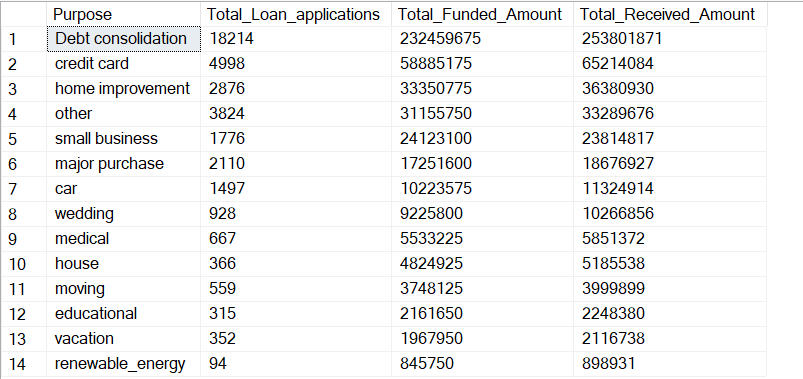 Purpose Total_Loan_applications Total_Funded_Amount Total_Received_Amount
1 Debt consolidation 18214 232459675 253801871
2 credit card 4998 58885175 65214084
3 home improvement 2876 33350775 36380930
4 other 3824 31155750 33289676
5 small business 1776 24123100 23814817
6 major purchase 2110 17251600 18676927
7 car 1497 10223575 11324914
8 wedding 928 9225800 10266856
9 medical 667 5533225 5851372
10 house 366 4824925 5185538
11 moving 559 3748125 3999899
12 educational 315 2161650 2248380
13 vacation 352 1967950 2116738
14 renewable_energy 94 845750 898931